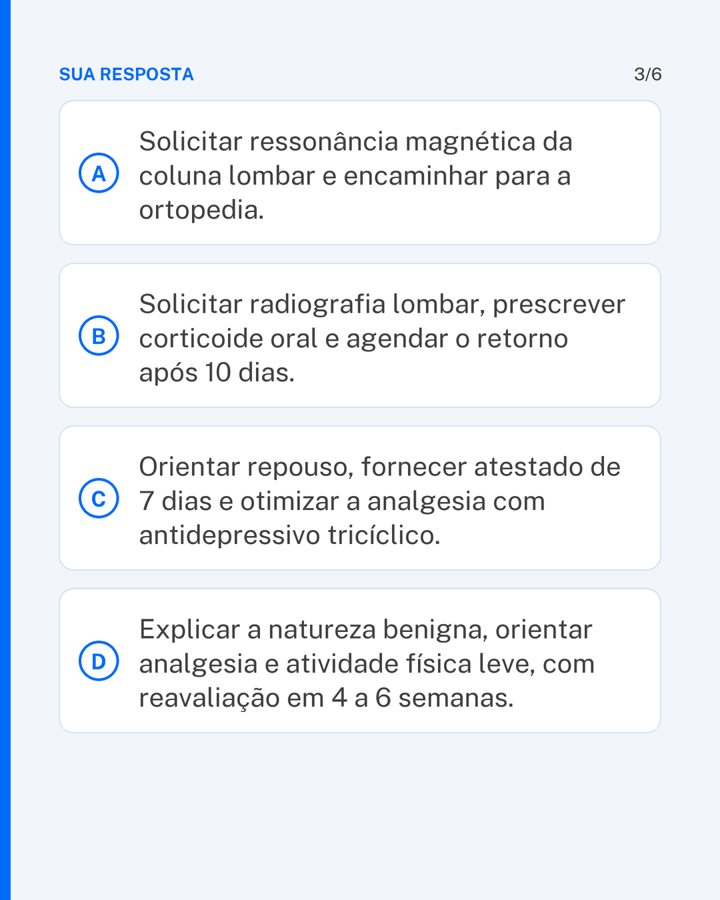 SUA RESPOSTA
3/6
A
Solicitar ressonância magnética da
coluna lombar e encaminhar para a
ortopedia.
B
Solicitar radiografia lombar, prescrever
corticoide oral e agendar o retorno
após 10 dias.
C
Orientar repouso, fornecer atestado de
7 dias e otimizar a analgesia com
antidepressivo tricíclico.
D
Explicar a natureza benigna, orientar
analgesia e atividade física leve, com
reavaliação em 4 a 6 semanas.